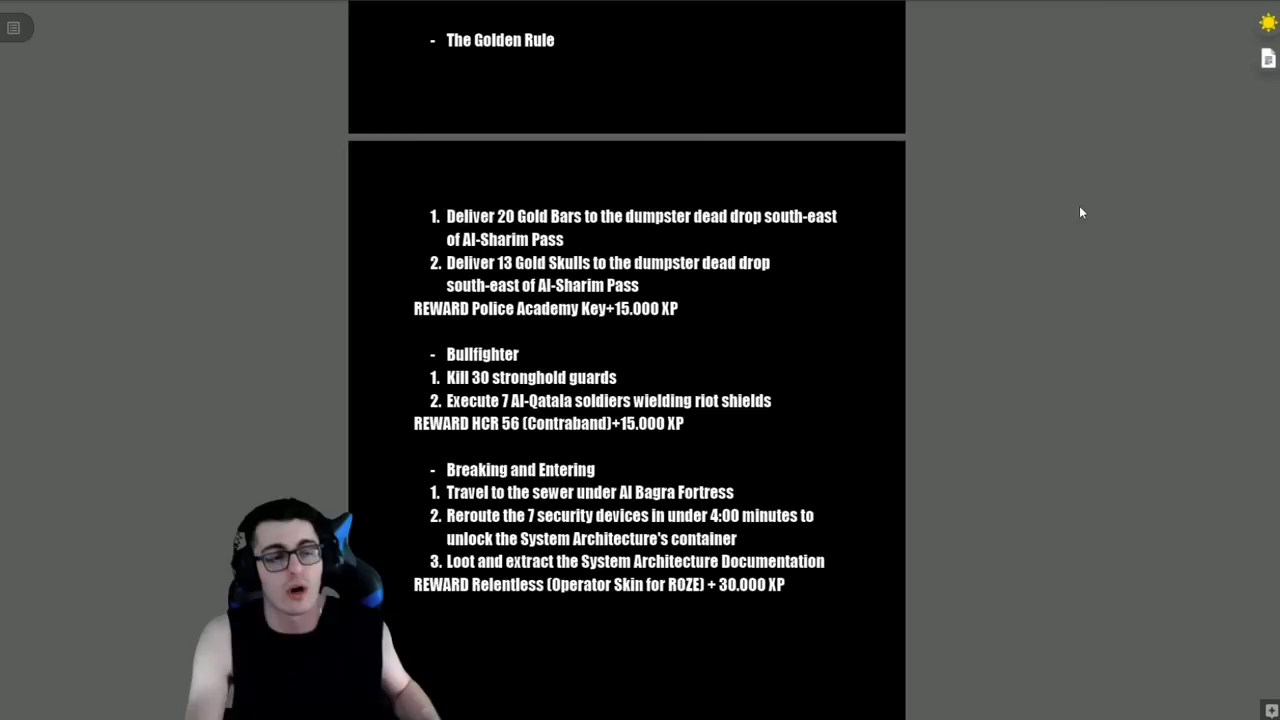 - The Golden Rule
1. Deliver 20 Gold Bars to the dumpster dead drop south-east
of Al-Sharim Pass
2. Deliver 13 Gold Skulls to the dumpster dead drop
south-east of Al-Sharim Pass
REWARD Police Academy Key+15.000 XP
- Bullfighter
1. Kill 30 stronghold guards
2. Execute 7 Al-Qatala soldiers wielding riot shields
REWARD HCR 56 (Contraband)+15.000 XP
- Breaking and Entering
1. Travel to the sewer under Al Bagra Fortress
2. Reroute the 7 security devices in under 4:00 minutes to
unlock the System Architecture's container
3. Loot and extract the System Architecture Documentation
REWARD Relentless (Operator Skin for ROZE) + 30.000 XP